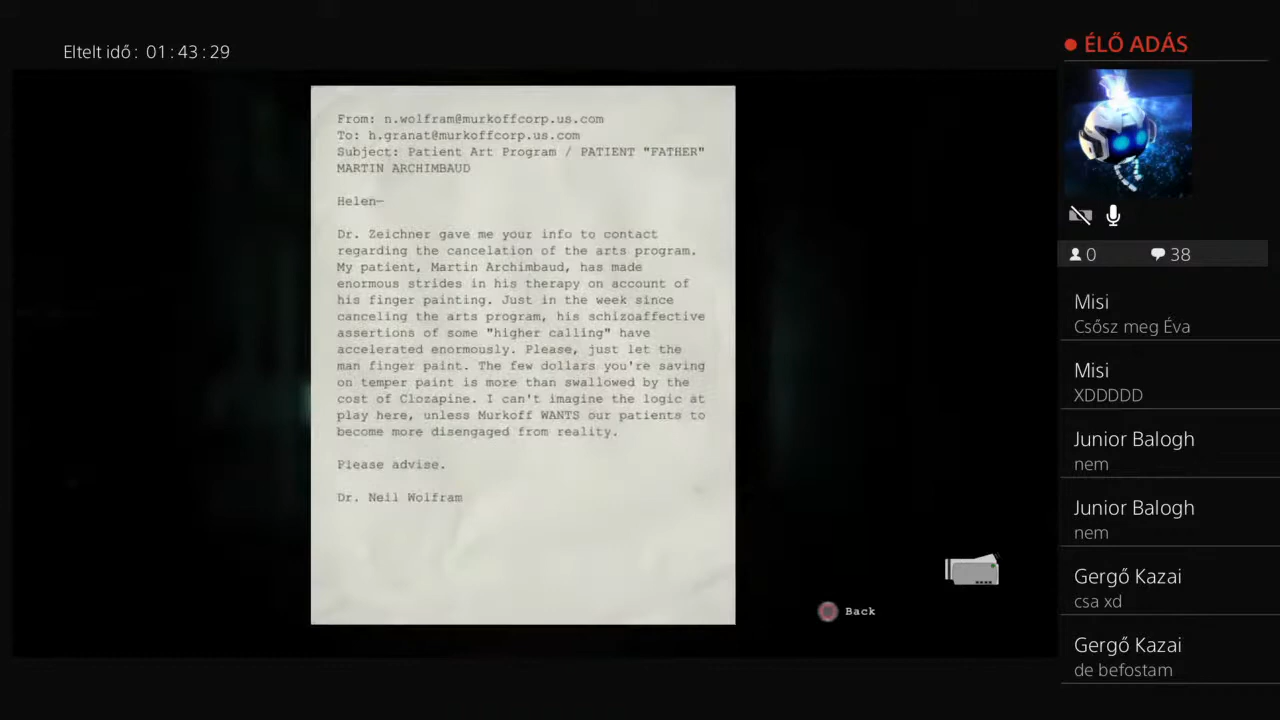 Eltelt idő: 01:43:29
ÉLŐ ADÁS
From: n.wolfram@murkoffcorp.us.com
To: h.granat@murkoffcorp.us.com
Subject: Patient Art Program / PATIENT "FATHER"
MARTIN ARCHIMBAUD
Helen—
Dr. Zeichner gave me your info to contact
regarding the cancelation of the arts program.
My patient, Martin Archimbaud, has made
enormous strides in his therapy on account of
his finger painting. Just in the week since
canceling the arts program, his schizoaffective
assertions of some "higher calling" have
accelerated enormously. Please, just let the
man finger paint. The few dollars you're saving
on temper paint is more than swallowed by the
cost of Clozapine. I can't imagine the logic at
play here, unless Murkoff WANTS our patients to
become more disengaged from reality.
Please advise.
Dr. Neil Wolfram
Back
0 38
Misi
Csősz meg Éva
Misi
XDDDDD
Junior Balogh
nem
Junior Balogh
nem
Gergő Kazai
csa xd
Gergő Kazai
de befostam